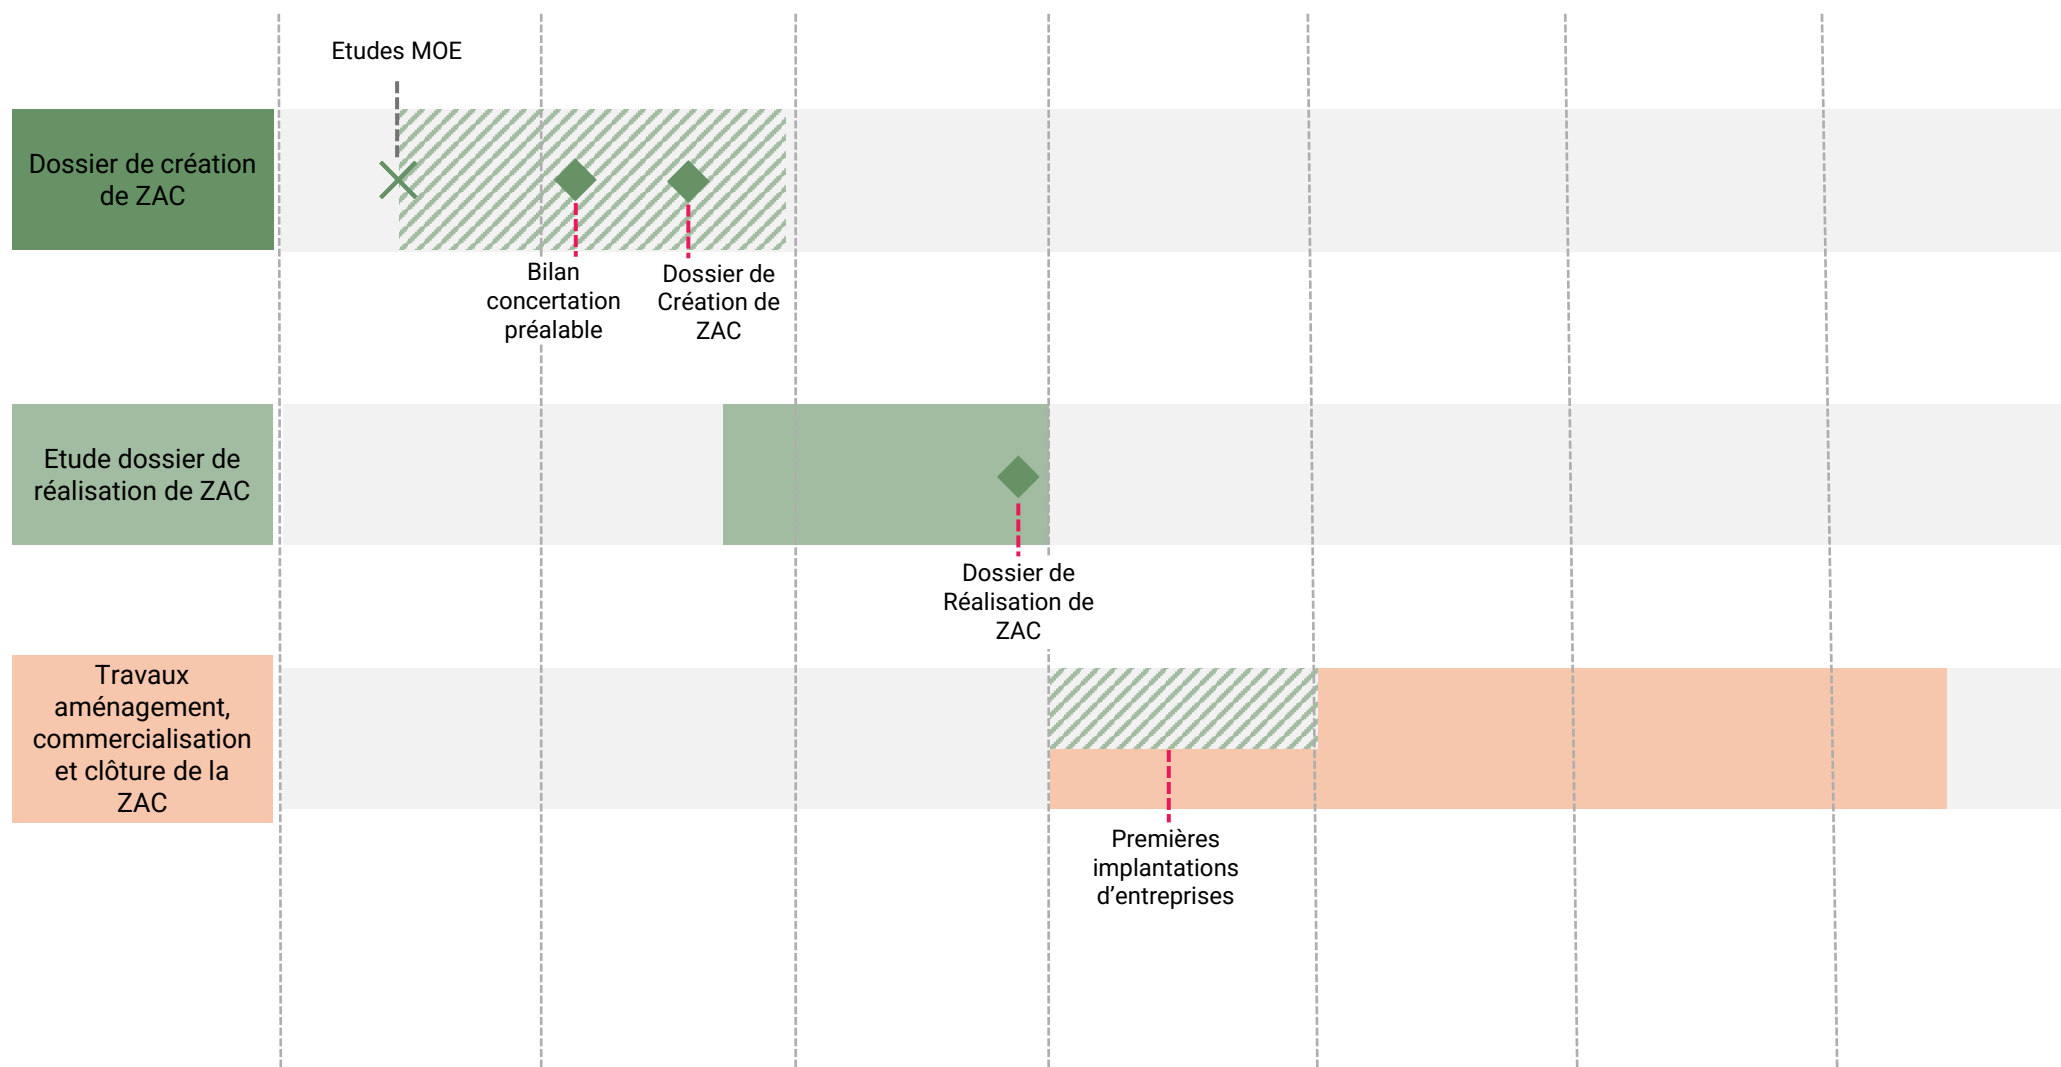 Etudes MOE
Dossier de création
de ZAC
Bilan
concertation
préalable
Dossier de
Création de
ZAC
Etude dossier de
réalisation de ZAC
Dossier de
Réalisation de
ZAC
Travaux
aménagement,
commercialisation
et clôture de la
ZAC
Premières
implantations
d’entreprises